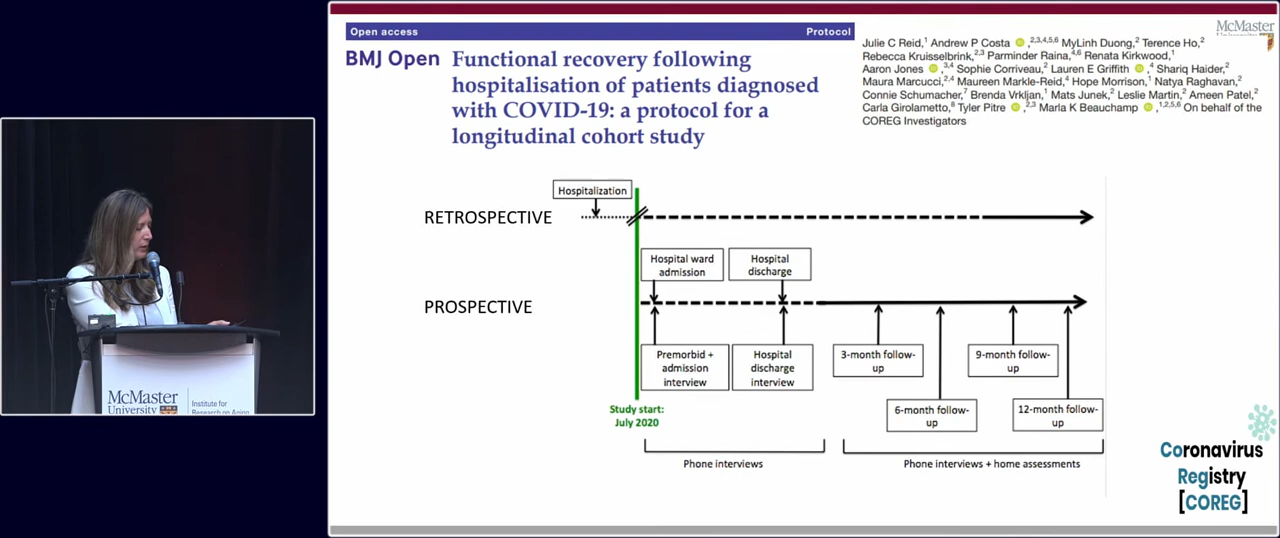 Open access
Protocol
BMJ Open Functional recovery following
hospitalisation of patients diagnosed
with COVID-19: a protocol for a
longitudinal cohort study
Julie C Reid,¹ Andrew P Costa ,²,³,⁴,⁵,⁶ MyLinh Duong,² Terence Ho,²
Rebecca Kruisselbrink,²,³ Parminder Raina,⁴,⁶ Renata Kirkwood,¹
Aaron Jones ,³,⁴ Sophie Corriveau,² Lauren E Griffith ,⁴ Shariq Haider,²
Maura Marcucci,²,⁴ Maureen Markle-Reid,⁴ Hope Morrison,¹ Natya Raghavan,²
Connie Schumacher,⁷ Brenda Vrkljan,¹ Mats Junek,² Leslie Martin,² Ameen Patel,²
Carla Girolametto,⁸ Tyler Pitre ,²,³ Marla K Beauchamp ,¹,²,⁵,⁶ On behalf of the
COREG Investigators
McMaster
University
RETROSPECTIVE
Hospitalization
PROSPECTIVE
Hospital ward
admission
Hospital
discharge
Premorbid +
admission
interview
Hospital
discharge
interview
3-month follow-
up
6-month follow-
up
9-month follow-
up
12-month follow-
up
Study start:
July 2020
Phone interviews
Phone interviews + home assessments
Coronavirus
Registry
[COREG]
McMaster
University
Institute for
Research on Aging